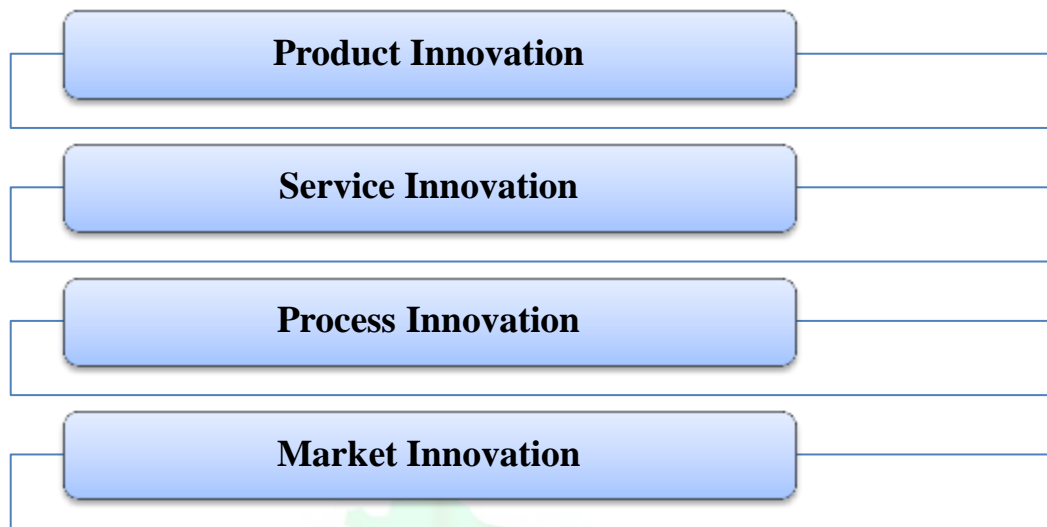 Product Innovation
Service Innovation
Process Innovation
Market Innovation